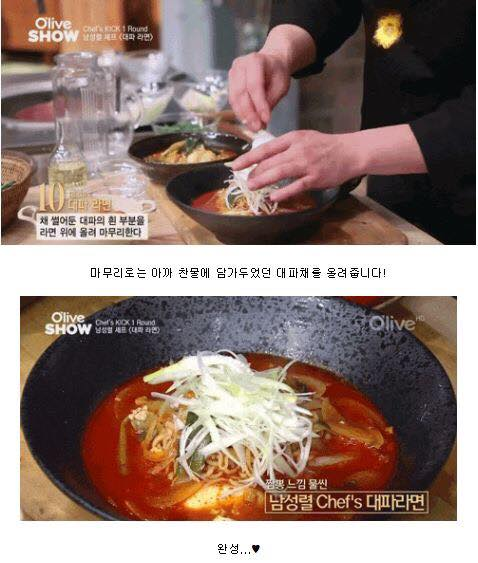 O'live
SHOW
Chef's KICK 1 Round
남성렬 셰프 <대파 라면>
10
대파 라면
채 썰어둔 대파의 흰 부분을
라면 위에 올려 마무리한다
마무리로는 아까 찬물에 담가두었던 대파채를 올려줍니다!
O'live
SHOW
Chef's KICK 1 Round
남성렬 셰프 <대파 라면>
Olive HD
짬뽕 느낌 물씬
남성렬 Chef's 대파라면
완성...♥